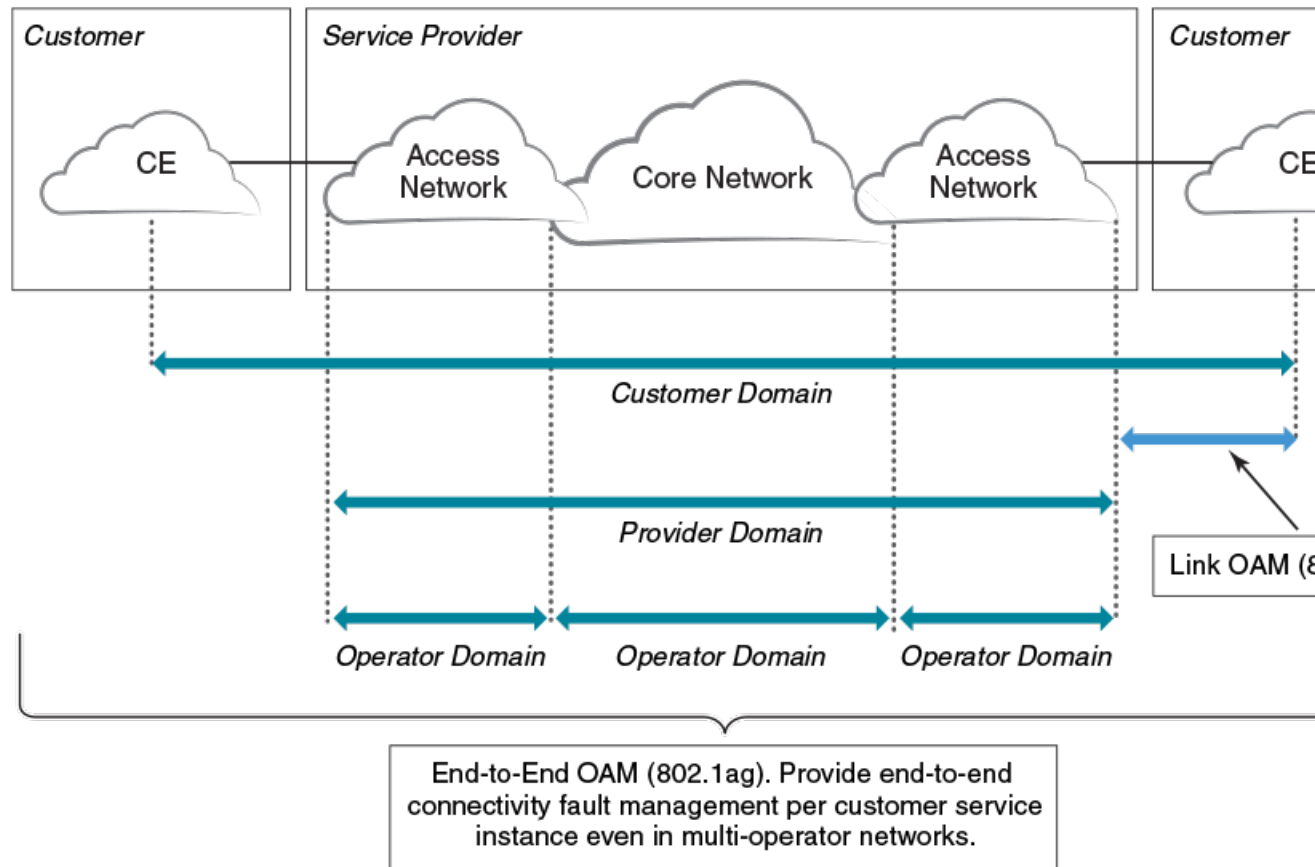 Customer
Service Provider
Customer
CE
Access
Network
Core Network
Access
Network
CE
Customer Domain
Provider Domain
Link OAM (8
Operator Domain
Operator Domain
Operator Domain
End-to-End OAM (802.1ag). Provide end-to-end
connectivity fault management per customer service
instance even in multi-operator networks.